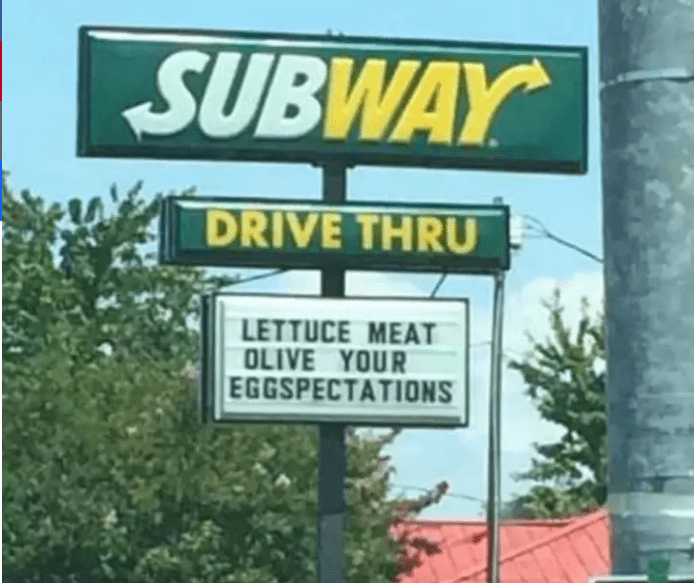 SUBWAY
DRIVE THRU
LETTUCE MEAT
OLIVE YOUR
EGGSPECTATIONS